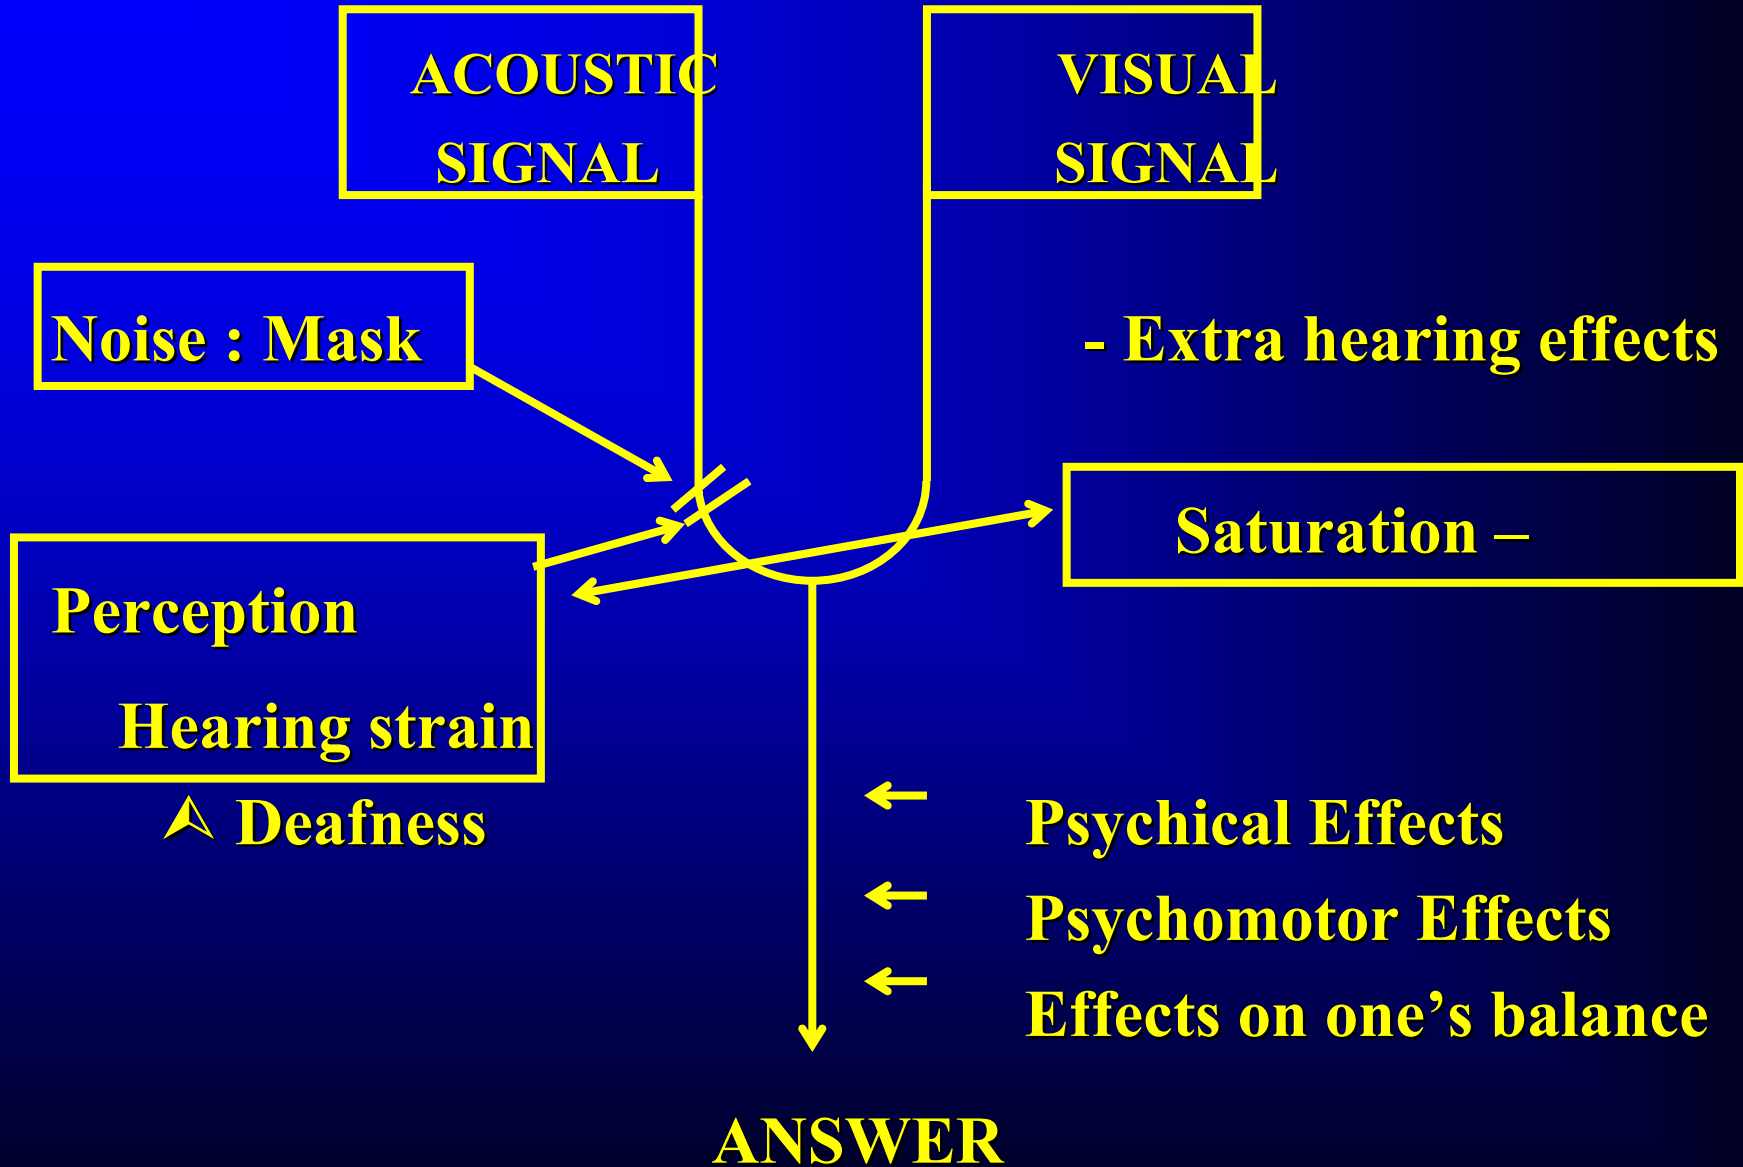 ACOUSTIC
SIGNAL
VISUAL
SIGNAL
Noise : Mask
- Extra hearing effects
Saturation –
Perception
Hearing strain
Deafness
Psychical Effects
Psychomotor Effects
Effects on one’s balance
ANSWER